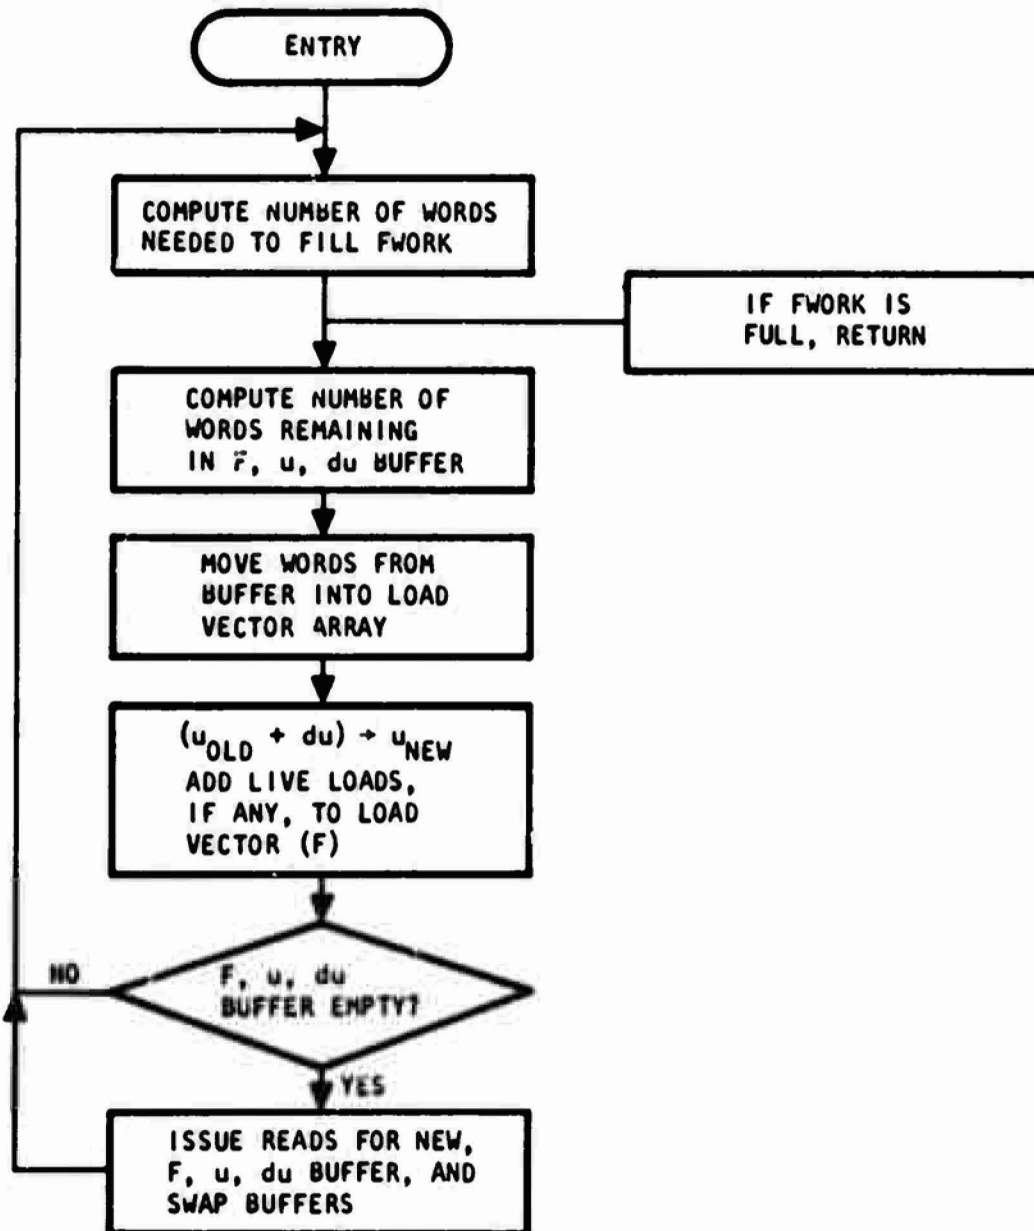 ENTRY
COMPUTE NUMBER OF WORDS
NEEDED TO FILL FWORK
IF FWORK IS
FULL, RETURN
COMPUTE NUMBER OF
WORDS REMAINING
IN F, u, du BUFFER
MOVE WORDS FROM
BUFFER INTO LOAD
VECTOR ARRAY
(u_OLD + du) → u_NEW
ADD LIVE LOADS,
IF ANY, TO LOAD
VECTOR (F)
NO
F, u, du
BUFFER EMPTY?
YES
ISSUE READS FOR NEW,
F, u, du BUFFER, AND
SWAP BUFFERS